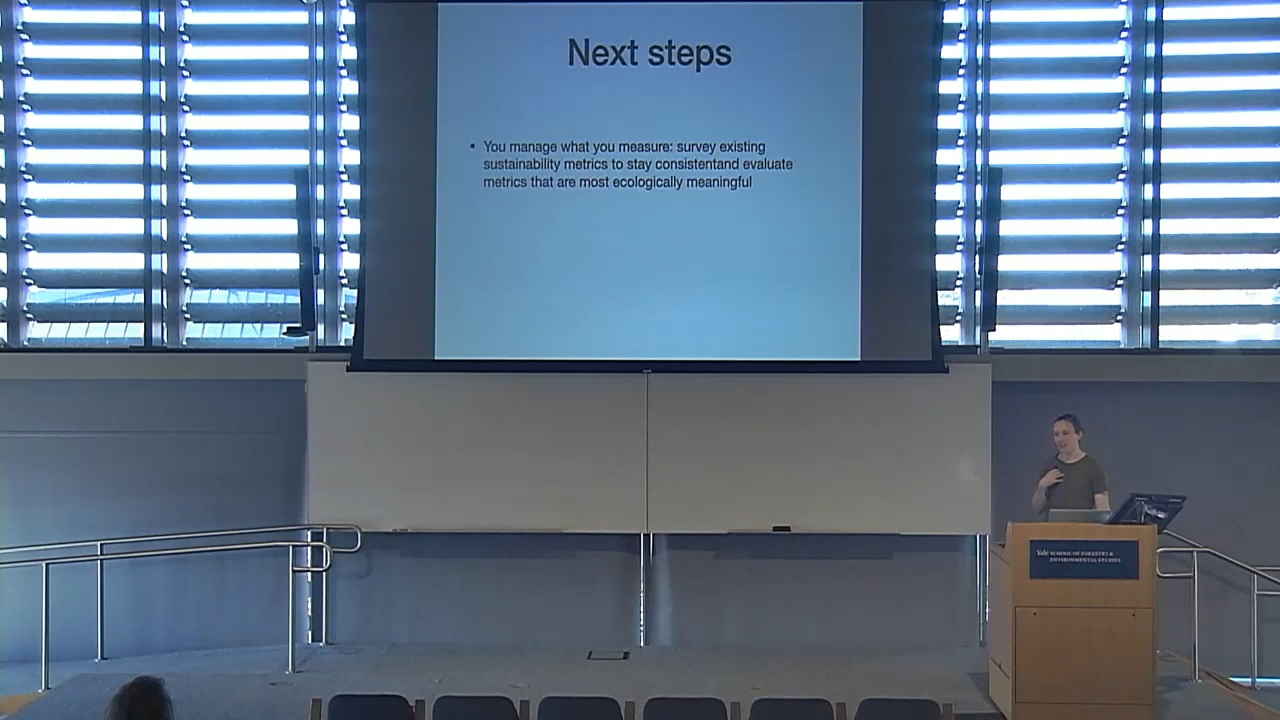 Next steps
• You manage what you measure: survey existing
sustainability metrics to stay consistentand evaluate
metrics that are most ecologically meaningful
Yale SCHOOL OF FORESTRY &
ENVIRONMENTAL STUDIES